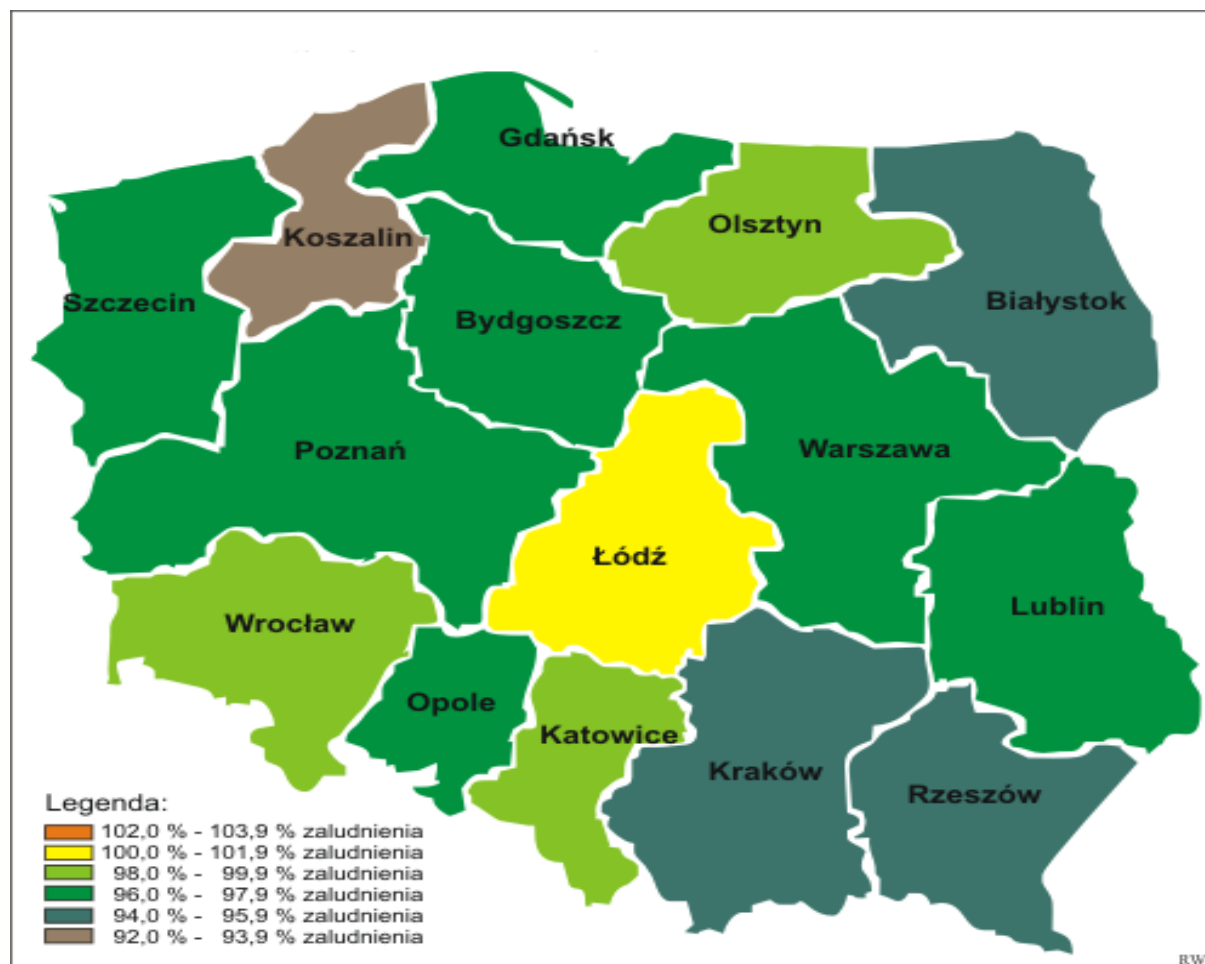 Gdańsk
Olsztyn
Koszalin
Szczecin
Białystok
Bydgoszcz
Poznań
Warszawa
Łódź
Lublin
Wrocław
Opole
Katowice
Kraków
Rzeszów
Legenda:
102,0 % - 103,9 % zaludnienia
100,0 % - 101,9 % zaludnienia
98,0 % - 99,9 % zaludnienia
96,0 % - 97,9 % zaludnienia
94,0 % - 95,9 % zaludnienia
92,0 % - 93,9 % zaludnienia
RW